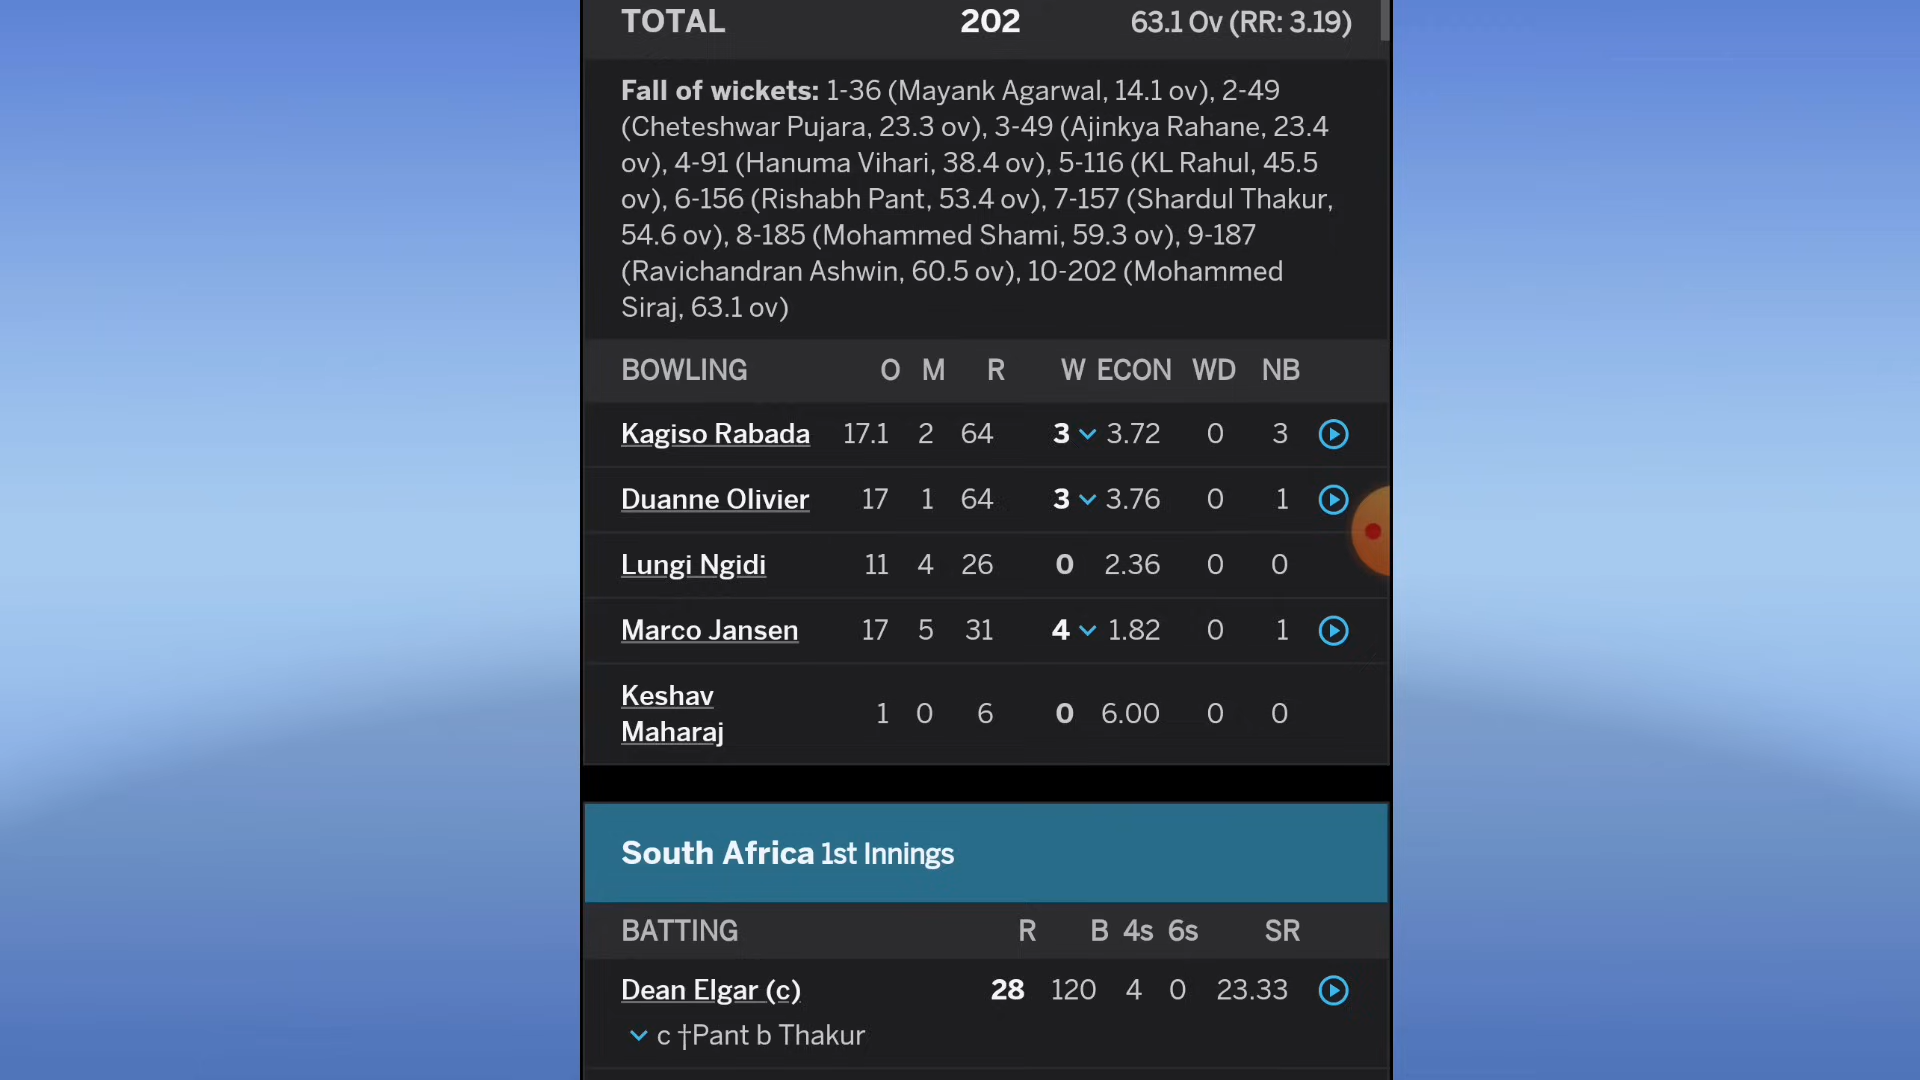 TOTAL 202 63.1 Ov (RR: 3.19)
Fall of wickets: 1-36 (Mayank Agarwal, 14.1 ov), 2-49
(Cheteshwar Pujara, 23.3 ov), 3-49 (Ajinkya Rahane, 23.4
ov), 4-91 (Hanuma Vihari, 38.4 ov), 5-116 (KL Rahul, 45.5
ov), 6-156 (Rishabh Pant, 53.4 ov), 7-157 (Shardul Thakur,
54.6 ov), 8-185 (Mohammed Shami, 59.3 ov), 9-187
(Ravichandran Ashwin, 60.5 ov), 10-202 (Mohammed
Siraj, 63.1 ov)
BOWLING O M R W ECON WD NB
Kagiso Rabada 17.1 2 64 3 3.72 0 3
Duanne Olivier 17 1 64 3 3.76 0 1
Lungi Ngidi 11 4 26 0 2.36 0 0
Marco Jansen 17 5 31 4 1.82 0 1
Keshav
Maharaj 1 0 6 0 6.00 0 0
South Africa 1st Innings
BATTING R B 4s 6s SR
Dean Elgar (c) 28 120 4 0 23.33
c †Pant b Thakur